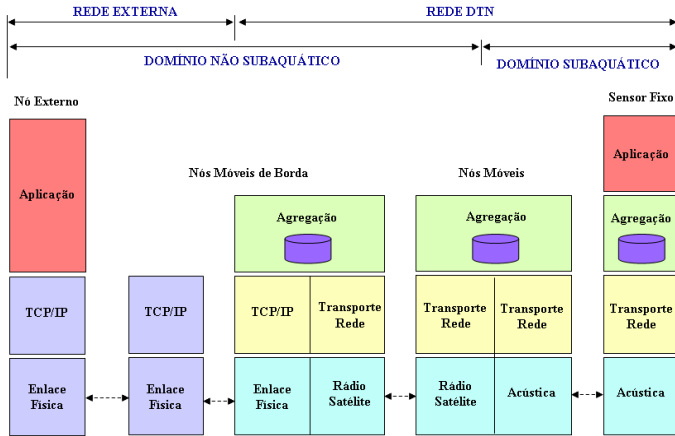 REDE EXTERNA
REDE DTN
DOMÍNIO NÃO SUBAQUÁTICO
DOMÍNIO SUBAQUÁTICO
Nó Externo
Sensor Fixo
Nós Móveis de Borda
Nós Móveis
Aplicação
Aplicação
Agregação
Agregação
Agregação
TCP/IP
TCP/IP
TCP/IP
Transporte
Rede
Transporte
Rede
Transporte
Rede
Transporte
Rede
Enlace
Física
Enlace
Física
Enlace
Física
Rádio
Satélite
Rádio
Satélite
Acústica
Acústica